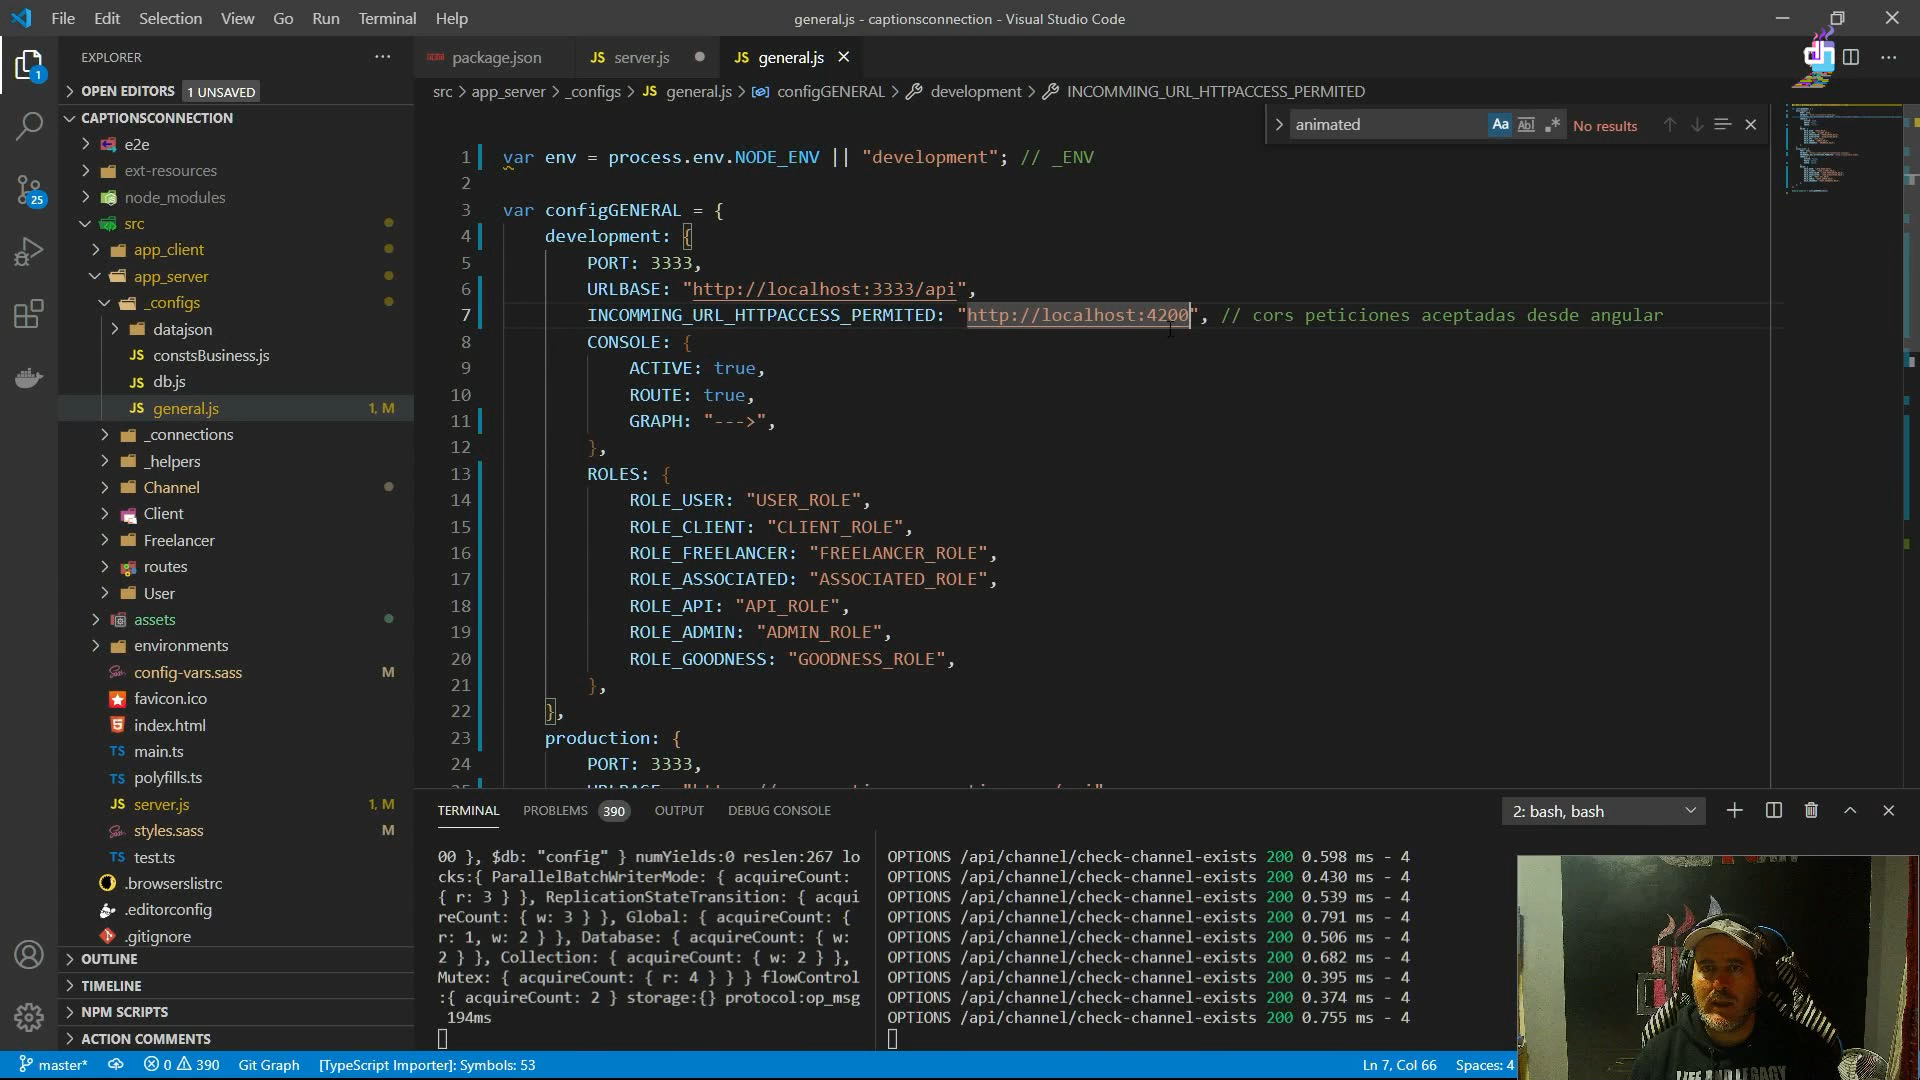 File Edit Selection View Go Run Terminal Help
general.js - captionsconnection - Visual Studio Code
EXPLORER
package.json
JS server.js
JS general.js
OPEN EDITORS 1 UNSAVED
src > app_server > _configs > JS general.js > configGENERAL > development > INCOMMING_URL_HTTPACCESS_PERMITED
animated Aa Abl .* No results
CAPTIONSCONNECTION
e2e
ext-resources
node_modules
src
app_client
app_server
_configs
datajson
JS constsBusiness.js
JS db.js
JS general.js 1, M
_connections
_helpers
Channel
Client
Freelancer
routes
User
assets
environments
config-vars.sass M
favicon.ico
index.html
TS main.ts
TS polyfills.ts
JS server.js 1, M
styles.sass M
TS test.ts
.browserslistrc
.editorconfig
.gitignore
OUTLINE
TIMELINE
NPM SCRIPTS
ACTION COMMENTS
1
25
1 var env = process.env.NODE_ENV || "development"; // _ENV
2
3 var configGENERAL = {
4 development: {
5 PORT: 3333,
6 URLBASE: "http://localhost:3333/api",
7 INCOMMING_URL_HTTPACCESS_PERMITED: "http://localhost:4200", // cors peticiones aceptadas desde angular
8 CONSOLE: {
9 ACTIVE: true,
10 ROUTE: true,
11 GRAPH: "--->",
12 },
13 ROLES: {
14 ROLE_USER: "USER_ROLE",
15 ROLE_CLIENT: "CLIENT_ROLE",
16 ROLE_FREELANCER: "FREELANCER_ROLE",
17 ROLE_ASSOCIATED: "ASSOCIATED_ROLE",
18 ROLE_API: "API_ROLE",
19 ROLE_ADMIN: "ADMIN_ROLE",
20 ROLE_GOODNESS: "GOODNESS_ROLE",
21 },
22 },
23 production: {
24 PORT: 3333,
TERMINAL PROBLEMS 390 OUTPUT DEBUG CONSOLE
2: bash, bash
00 }, $db: "config" } numYields:0 reslen:267 lo
cks:{ ParallelBatchWriterMode: { acquireCount:
{ r: 3 } }, ReplicationStateTransition: { acqui
reCount: { w: 3 } }, Global: { acquireCount: {
r: 1, w: 2 } }, Database: { acquireCount: { w:
2 } }, Collection: { acquireCount: { w: 2 } },
Mutex: { acquireCount: { r: 4 } } } flowControl
:{ acquireCount: 2 } storage:{} protocol:op_msg
194ms
OPTIONS /api/channel/check-channel-exists 200 0.598 ms - 4
OPTIONS /api/channel/check-channel-exists 200 0.430 ms - 4
OPTIONS /api/channel/check-channel-exists 200 0.539 ms - 4
OPTIONS /api/channel/check-channel-exists 200 0.791 ms - 4
OPTIONS /api/channel/check-channel-exists 200 0.506 ms - 4
OPTIONS /api/channel/check-channel-exists 200 0.682 ms - 4
OPTIONS /api/channel/check-channel-exists 200 0.395 ms - 4
OPTIONS /api/channel/check-channel-exists 200 0.374 ms - 4
OPTIONS /api/channel/check-channel-exists 200 0.755 ms - 4
master* 0 390 Git Graph [TypeScript Importer]: Symbols: 53
Ln 7, Col 66 Spaces: 4